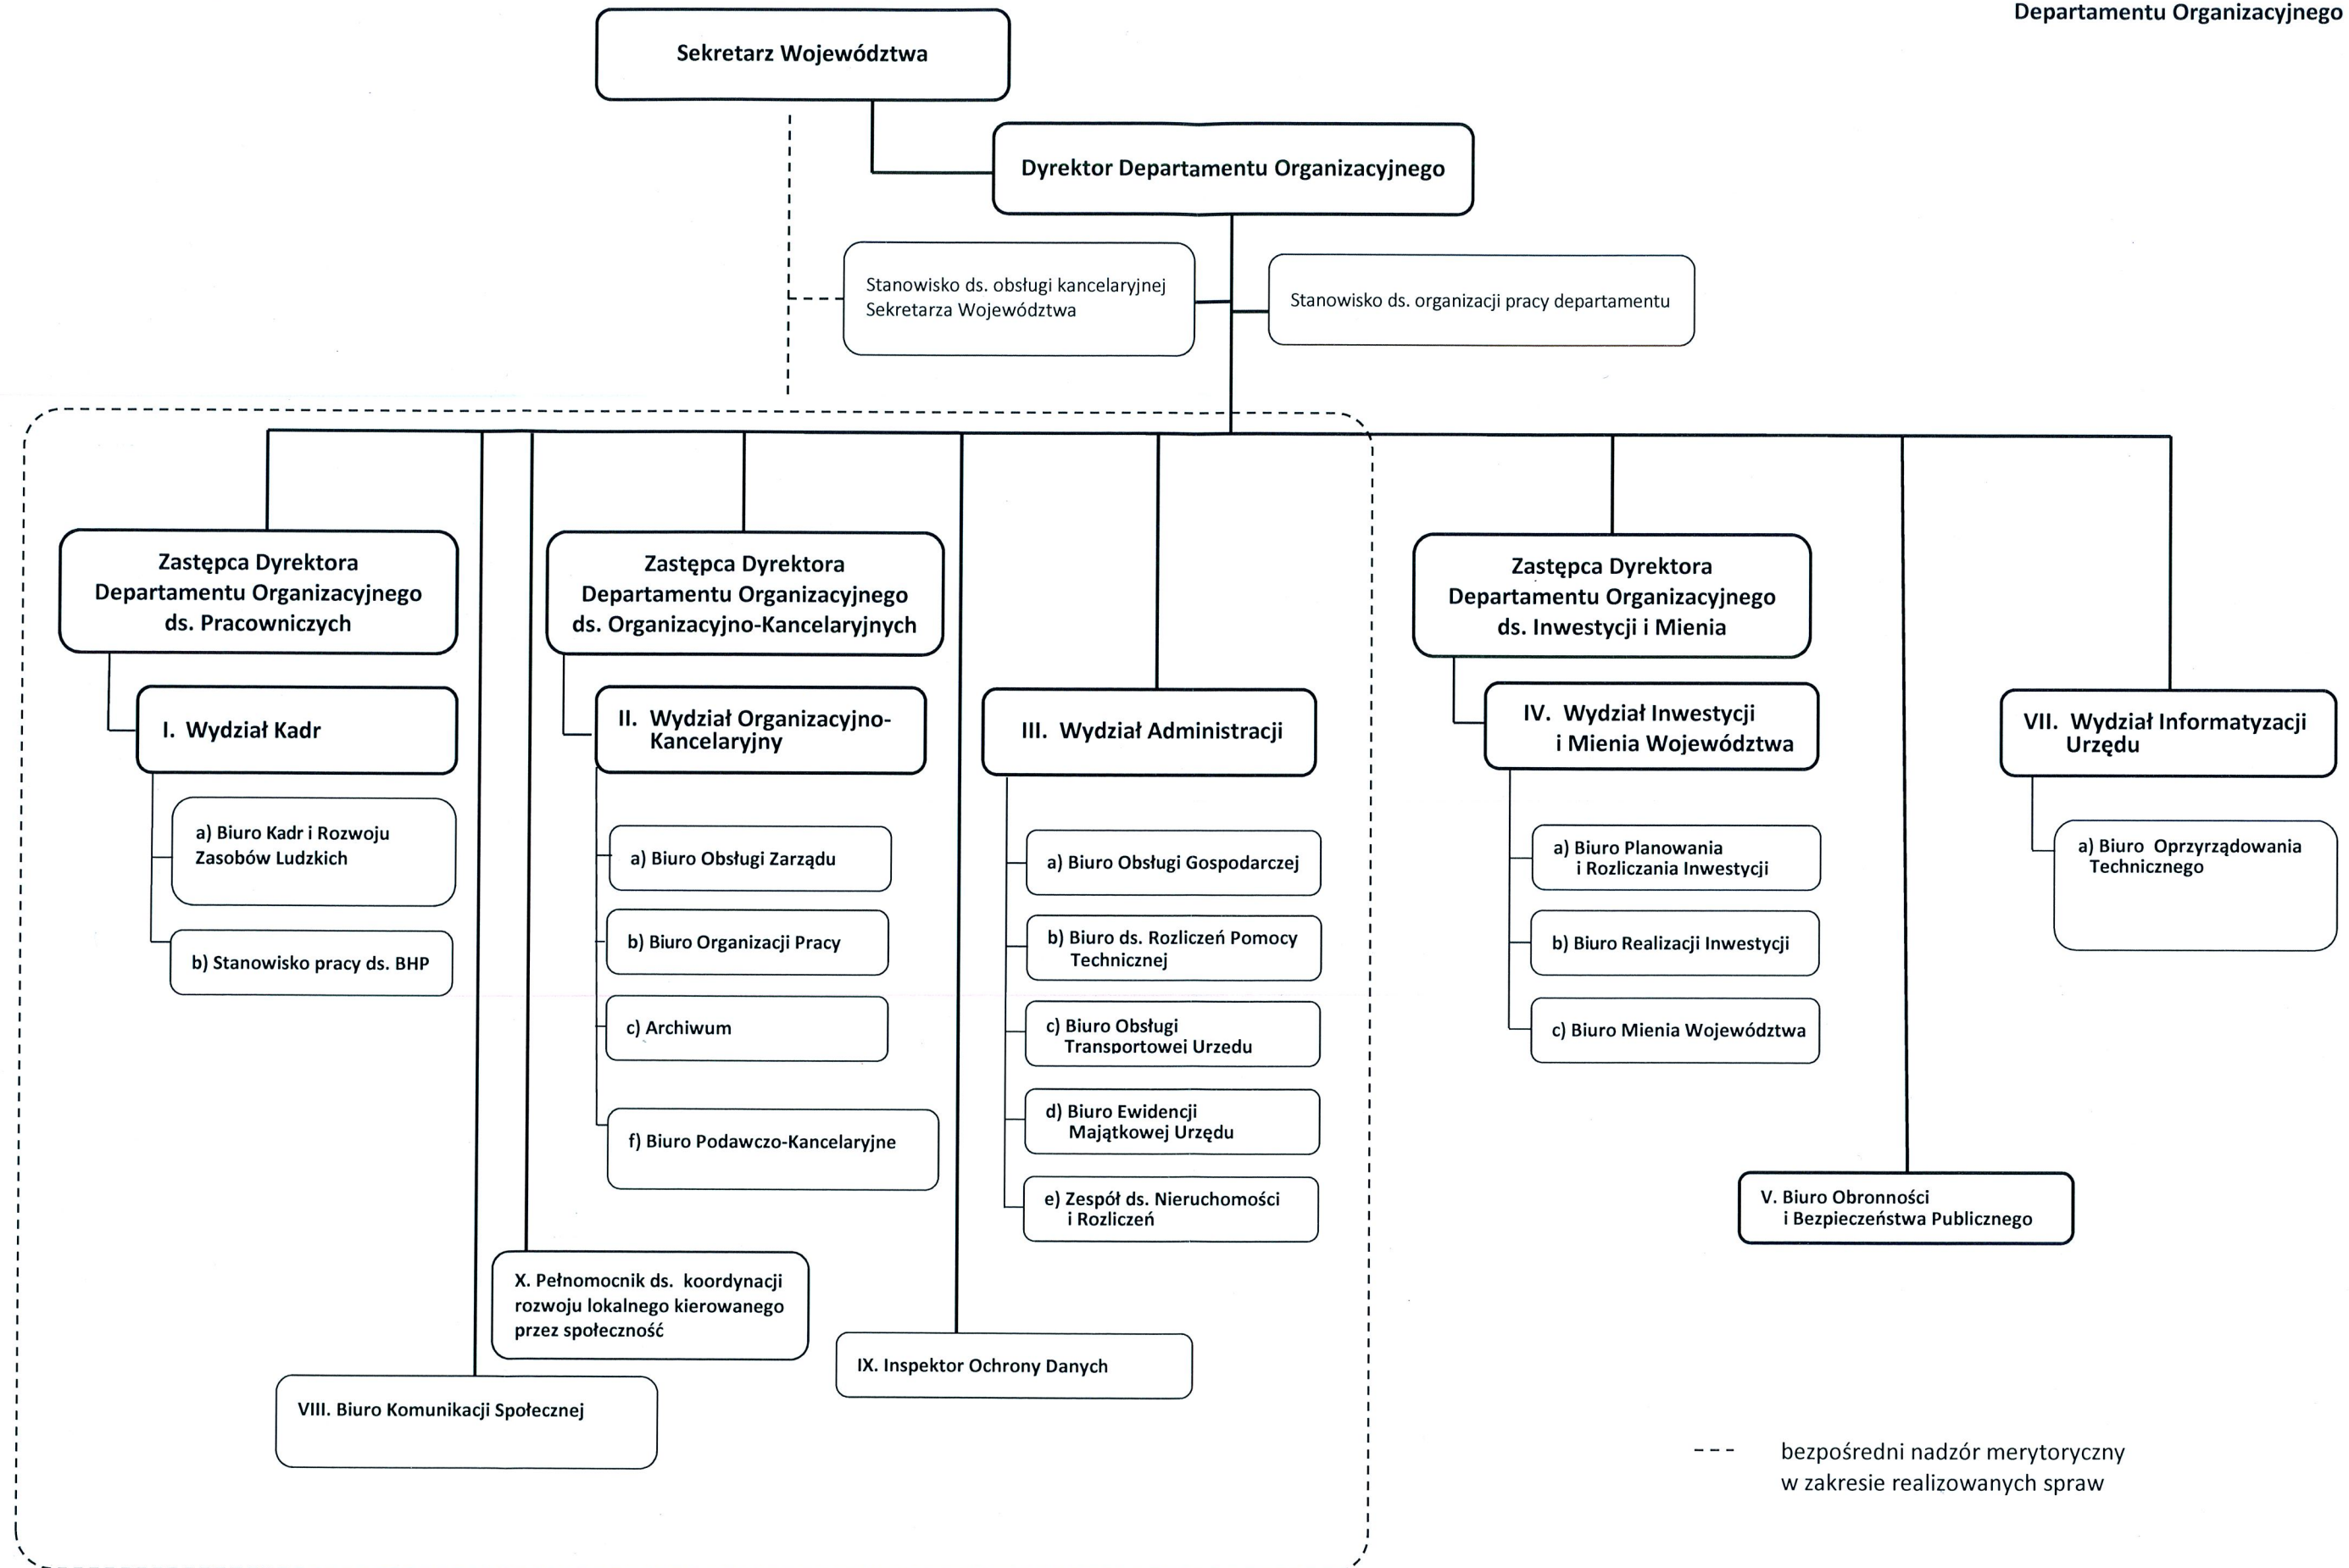 Departamentu Organizacyjnego
Sekretarz Województwa
Dyrektor Departamentu Organizacyjnego
Stanowisko ds. obsługi kancelaryjnej
Sekretarza Województwa
Stanowisko ds. organizacji pracy departamentu
Zastępca Dyrektora
Departamentu Organizacyjnego
ds. Pracowniczych
I. Wydział Kadr
a) Biuro Kadr i Rozwoju
Zasobów Ludzkich
b) Stanowisko pracy ds. BHP
Zastępca Dyrektora
Departamentu Organizacyjnego
ds. Organizacyjno-Kancelaryjnych
II. Wydział Organizacyjno-
Kancelaryjny
a) Biuro Obsługi Zarządu
b) Biuro Organizacji Pracy
c) Archiwum
f) Biuro Podawczo-Kancelaryjne
III. Wydział Administracji
a) Biuro Obsługi Gospodarczej
b) Biuro ds. Rozliczeń Pomocy
Technicznej
c) Biuro Obsługi
Transportowej Urzędu
d) Biuro Ewidencji
Majątkowej Urzędu
e) Zespół ds. Nieruchomości
i Rozliczeń
Zastępca Dyrektora
Departamentu Organizacyjnego
ds. Inwestycji i Mienia
IV. Wydział Inwestycji
i Mienia Województwa
a) Biuro Planowania
i Rozliczania Inwestycji
b) Biuro Realizacji Inwestycji
c) Biuro Mienia Województwa
VII. Wydział Informatyzacji
Urzędu
a) Biuro Oprzyrządowania
Technicznego
V. Biuro Obronności
i Bezpieczeństwa Publicznego
X. Pełnomocnik ds. koordynacji
rozwoju lokalnego kierowanego
przez społeczność
IX. Inspektor Ochrony Danych
VIII. Biuro Komunikacji Społecznej
--- bezpośredni nadzór merytoryczny
w zakresie realizowanych spraw